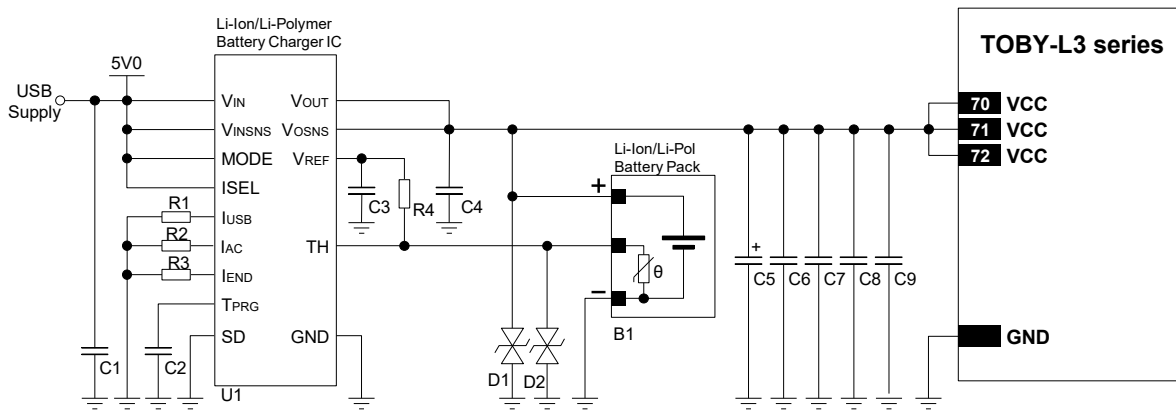 Li-Ion/Li-Polymer
Battery Charger IC
TOBY-L3 series
5V0
USB
Supply
VIN
VOUT
70 VCC
VINSNS
VOSNS
71 VCC
MODE
VREF
Li-Ion/Li-Pol
Battery Pack
72 VCC
ISEL
+
R1
IUSB
C3
R4
C4
R2
IAC
TH
R3
IEND
θ
+
C5
C6
C7
C8
C9
TPRG
–
SD
GND
B1
GND
C1
C2
D1
D2
U1